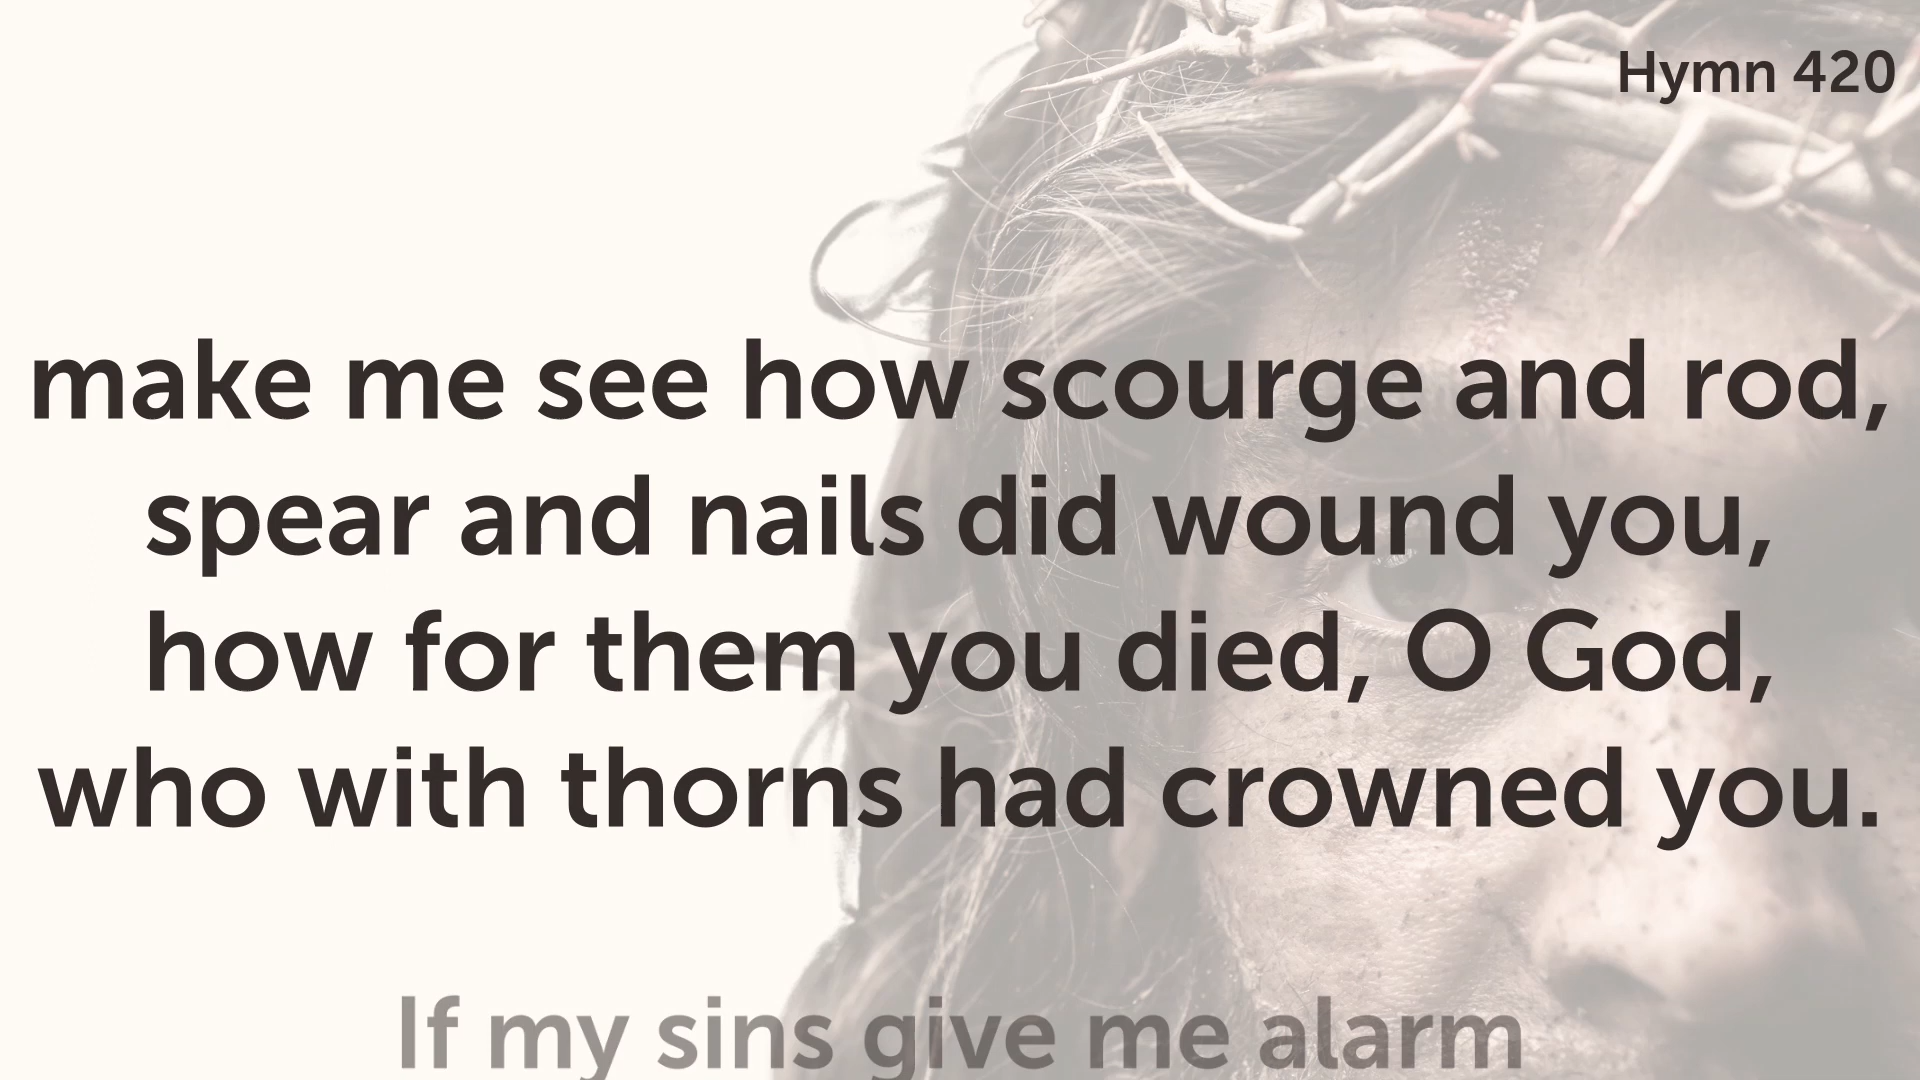 Hymn 420
make me see how scourge and rod,
spear and nails did wound you,
how for them you died, O God,
who with thorns had crowned you.
If my sins give me alarm